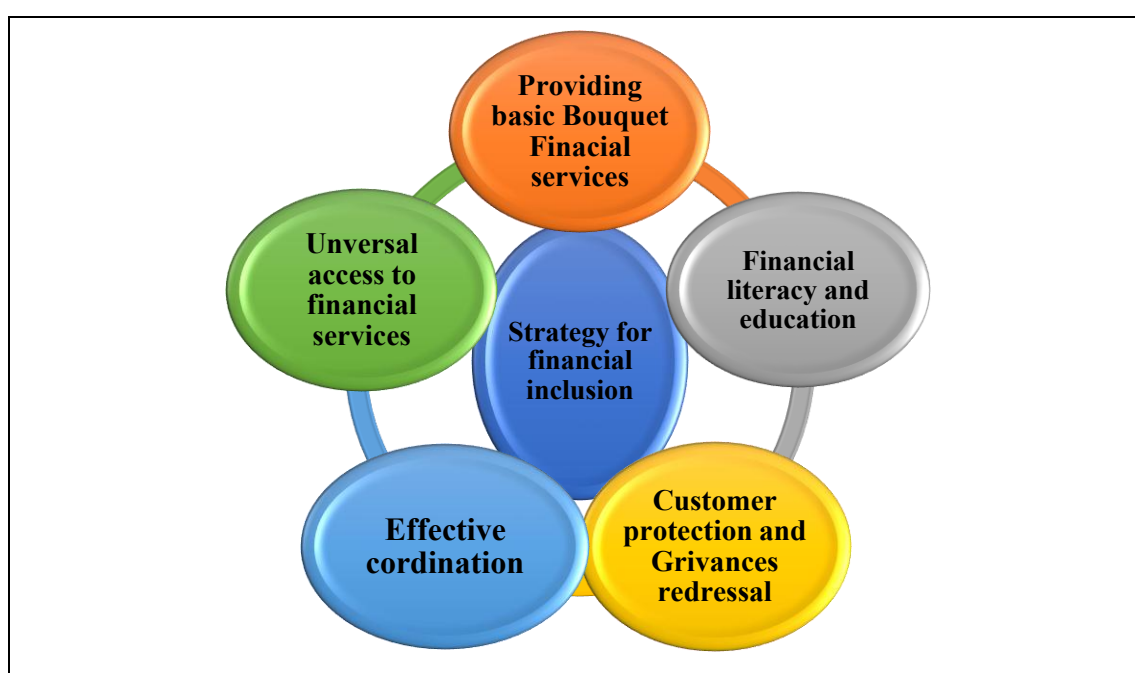 Providing
basic Bouquet
Finacial
services
Unversal
access to
financial
services
Financial
literacy and
education
Strategy for
financial
inclusion
Effective
cordination
Customer
protection and
Grivances
redressal